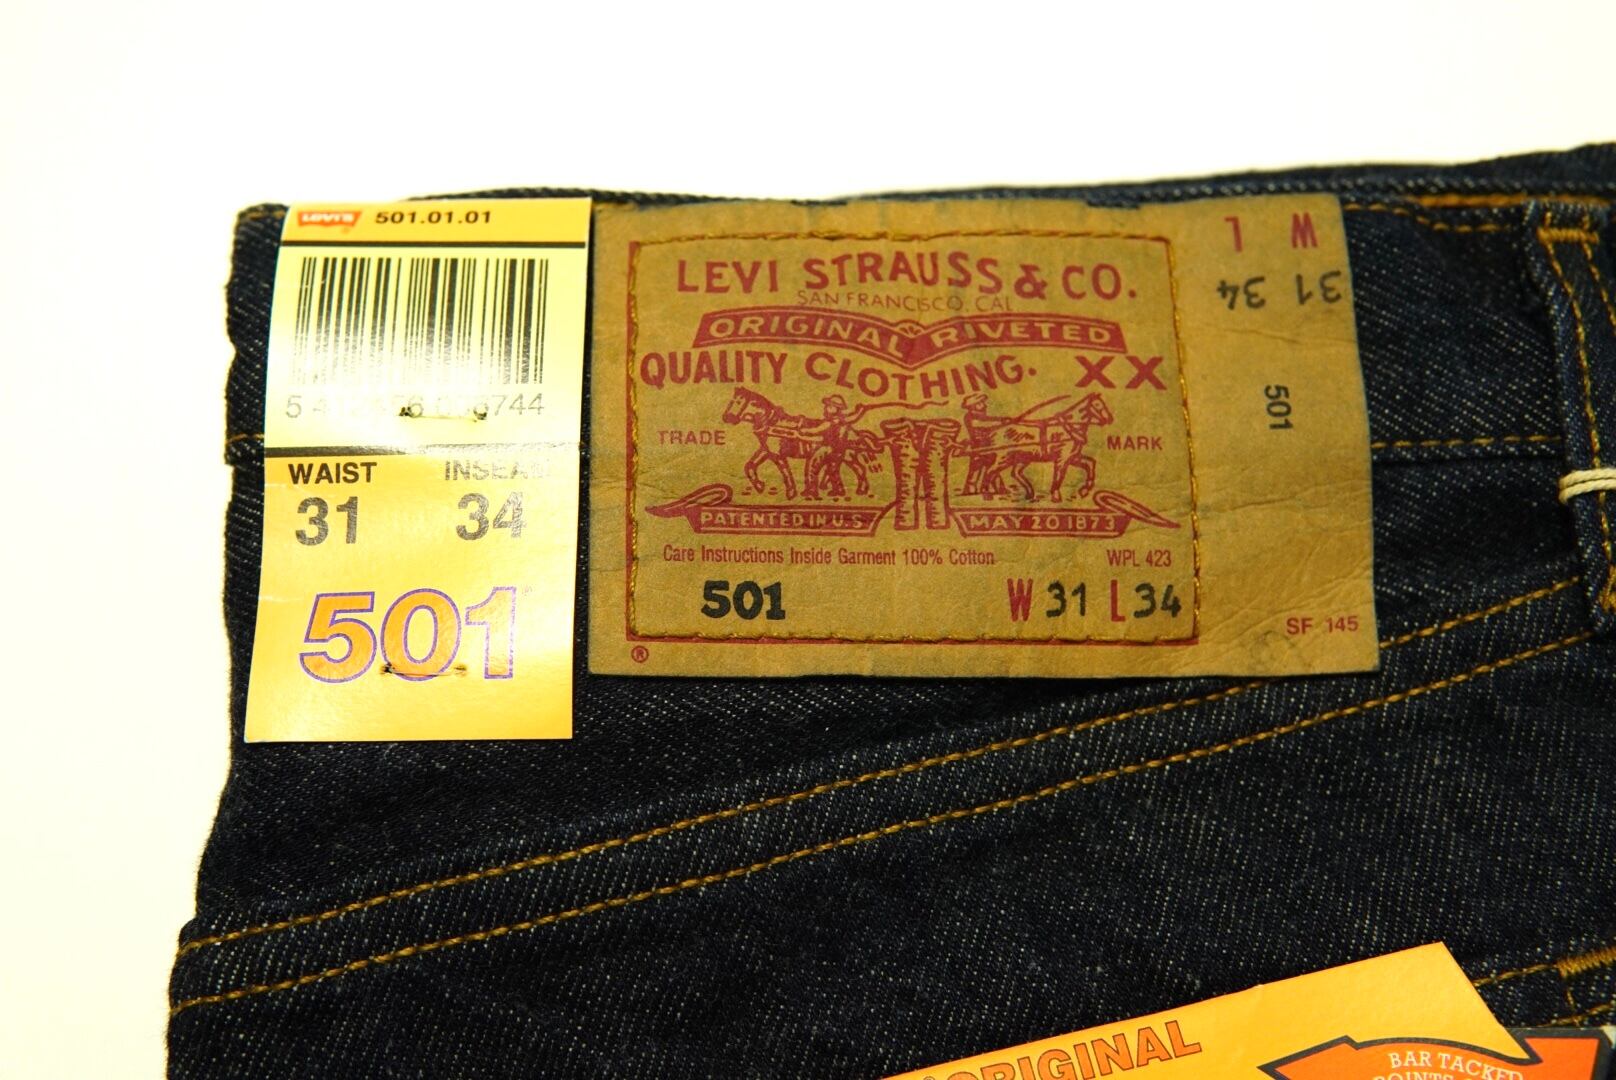 LEVI'S 501.01.01
WAIST INSEAM
31 34
501
LEVI STRAUSS & CO.
SAN FRANCISCO, CAL
ORIGINAL RIVETED
QUALITY CLOTHING. XX
TRADE MARK
PATENTED IN U.S MAY 20 1873
Care Instructions Inside Garment 100% Cotton WPL 423
501 W 31 L 34
®
L W
34 31
501
SF 145
ORIGINAL
BAR TACKED